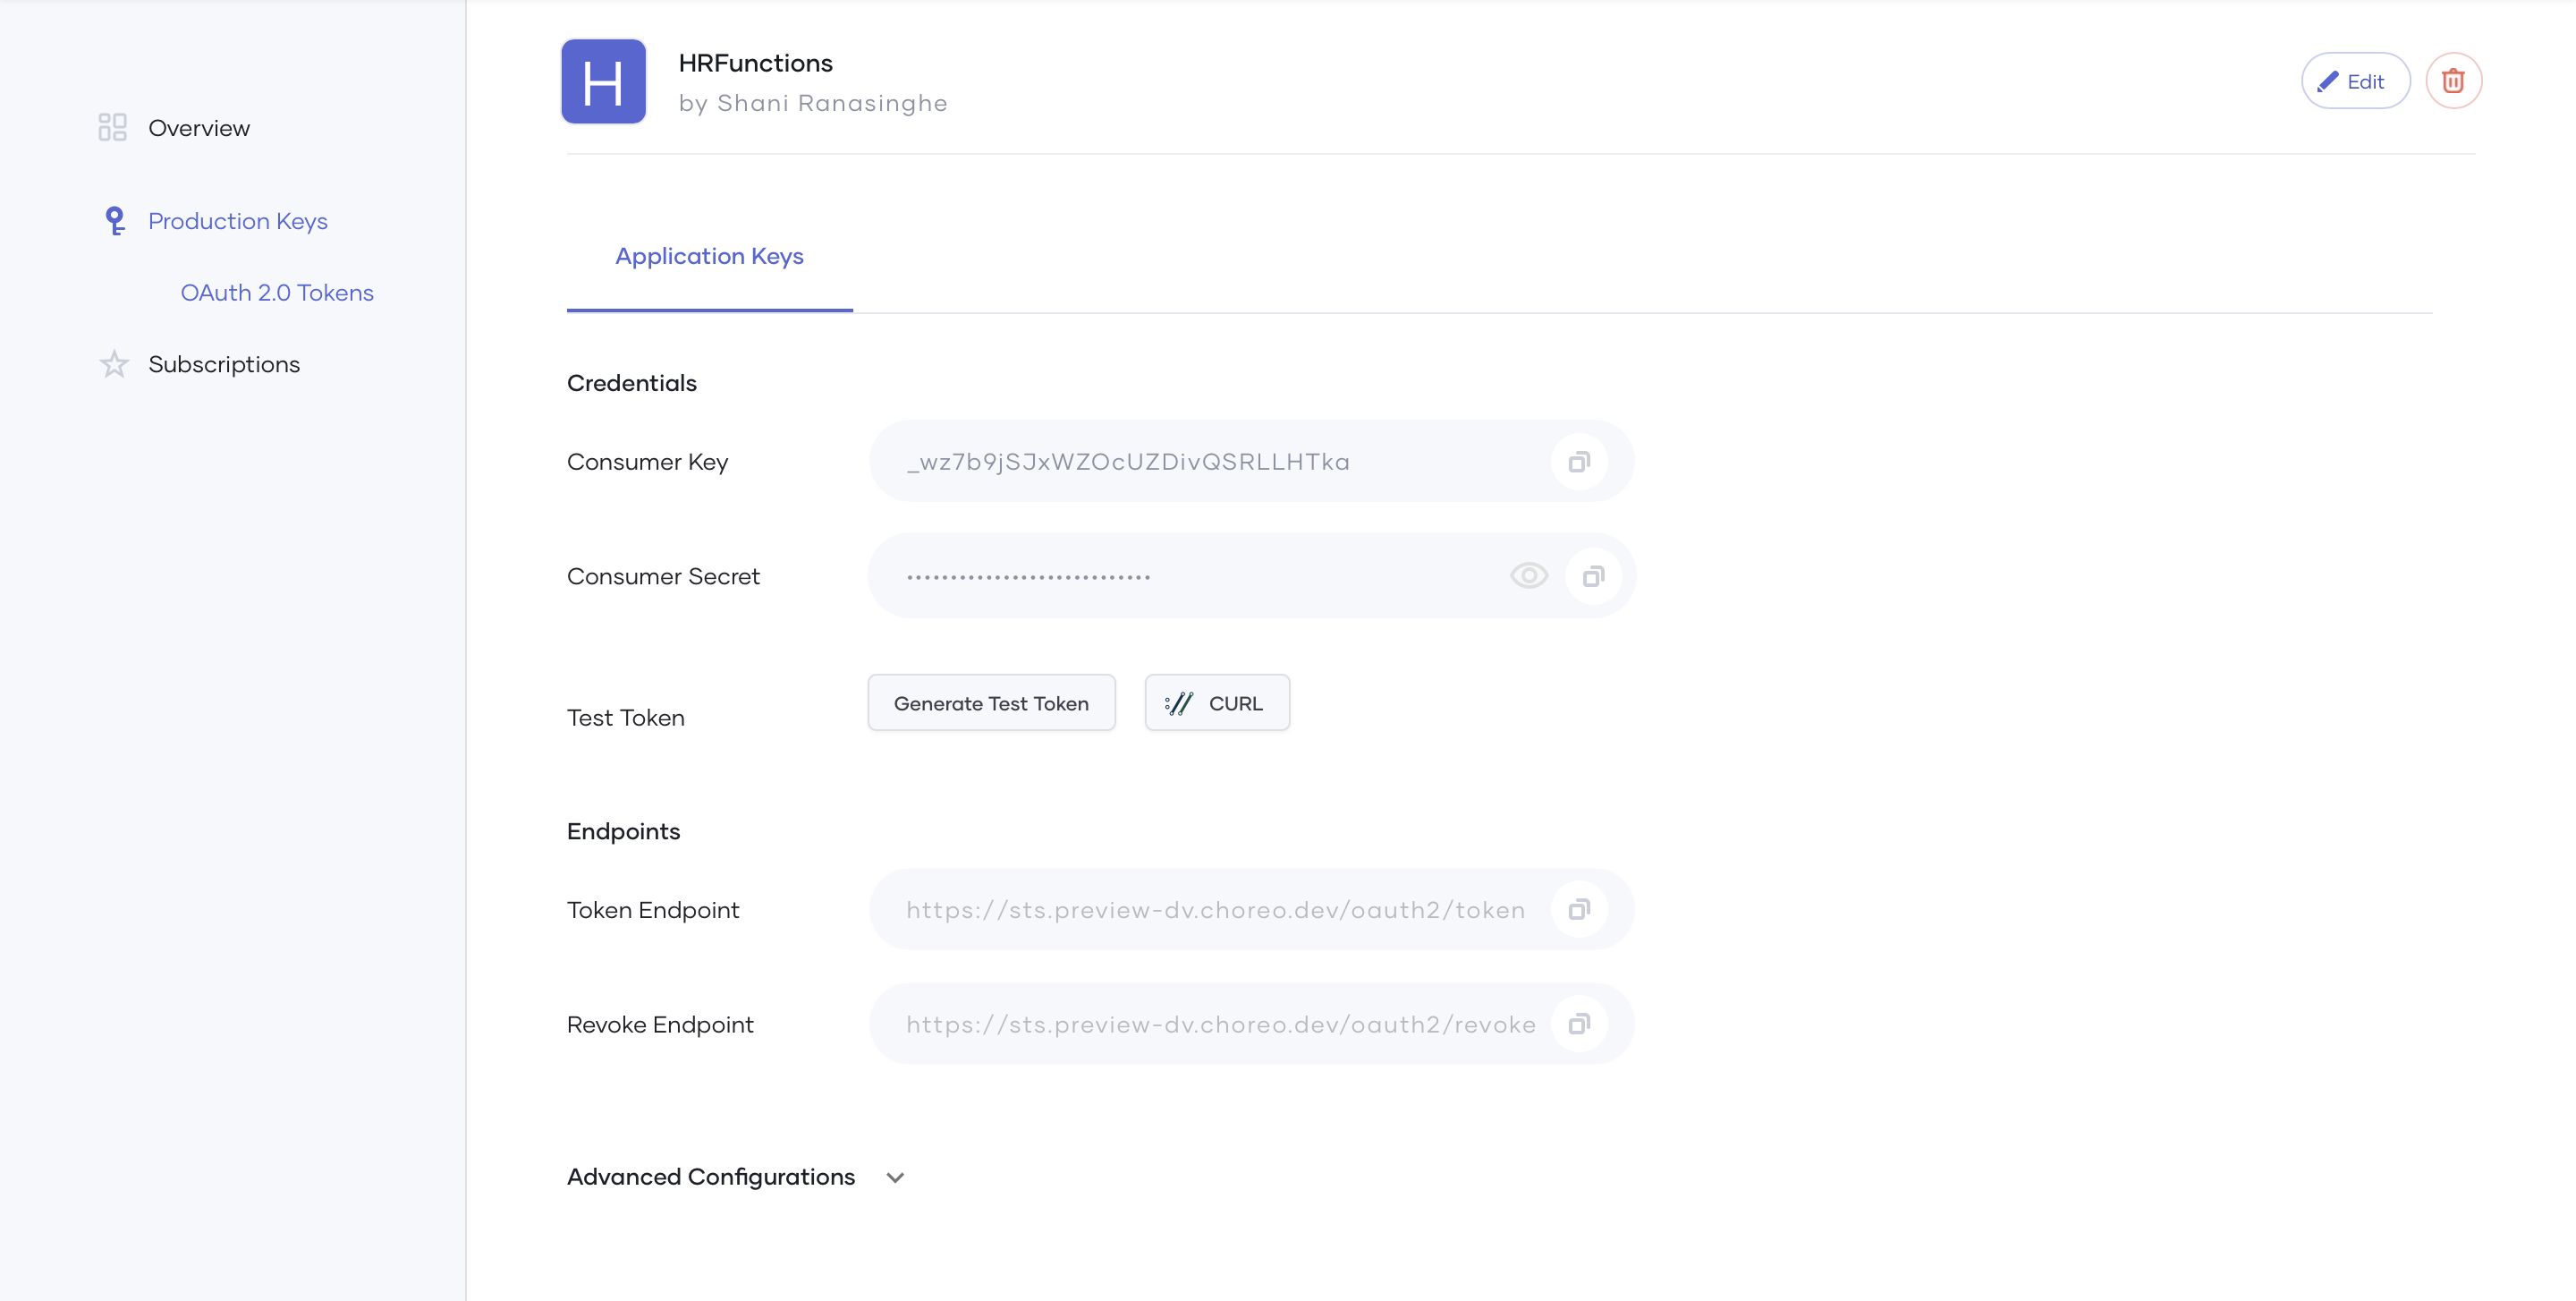 H
HRFunctions
by Shani Ranasinghe
Edit
Overview
Production Keys
OAuth 2.0 Tokens
Subscriptions
Application Keys
Credentials
Consumer Key
_wz7b9jSJxWZOcUZDivQSRLLHTka
Consumer Secret
••••••••••••••••••••••••••••
Test Token
Generate Test Token
CURL
Endpoints
Token Endpoint
https://sts.preview-dv.choreo.dev/oauth2/token
Revoke Endpoint
https://sts.preview-dv.choreo.dev/oauth2/revoke
Advanced Configurations